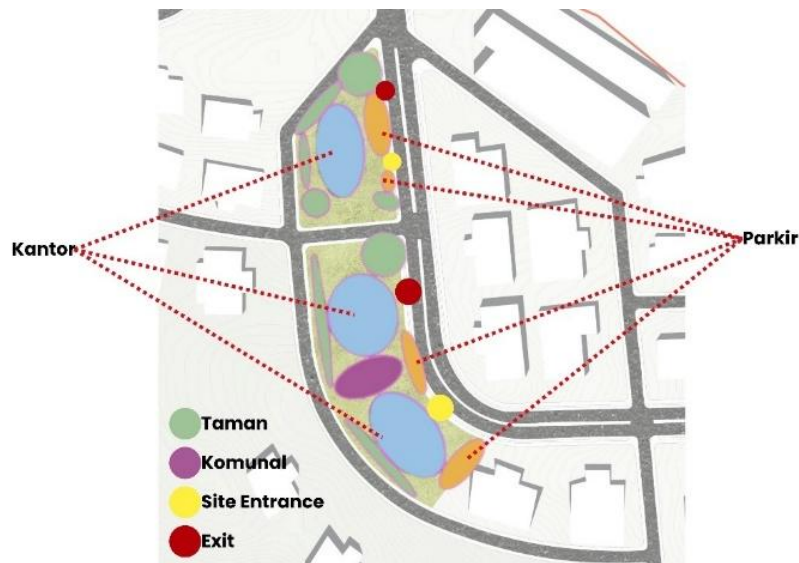 Kantor
Parkir
Taman
Komunal
Site Entrance
Exit